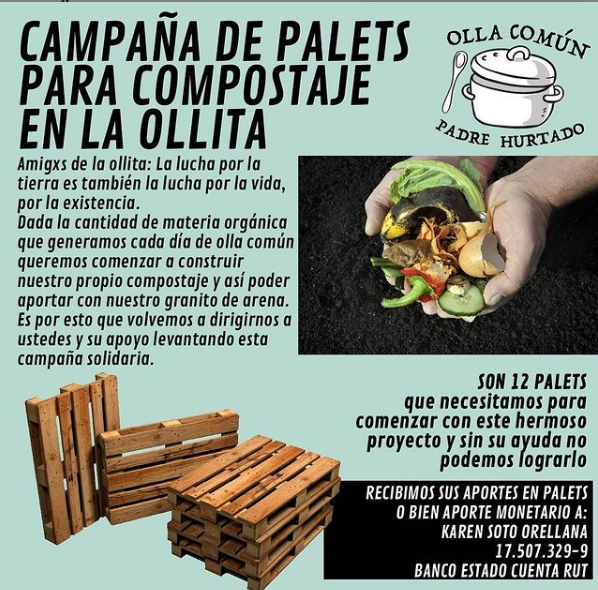 CAMPAÑA DE PALETS
PARA COMPOSTAJE
EN LA OLLITA
OLLA COMÚN
PADRE HURTADO
Amigxs de la ollita: La lucha por la
tierra es también la lucha por la vida,
por la existencia.
Dada la cantidad de materia orgánica
que generamos cada día de olla común
queremos comenzar a construir
nuestro propio compostaje y así poder
aportar con nuestro granito de arena.
Es por esto que volvemos a dirigirnos a
ustedes y su apoyo levantando esta
campaña solidaria.
SON 12 PALETS
que necesitamos para
comenzar con este hermoso
proyecto y sin su ayuda no
podemos lograrlo
RECIBIMOS SUS APORTES EN PALETS
O BIEN APORTE MONETARIO A:
KAREN SOTO ORELLANA
17.507.329-9
BANCO ESTADO CUENTA RUT